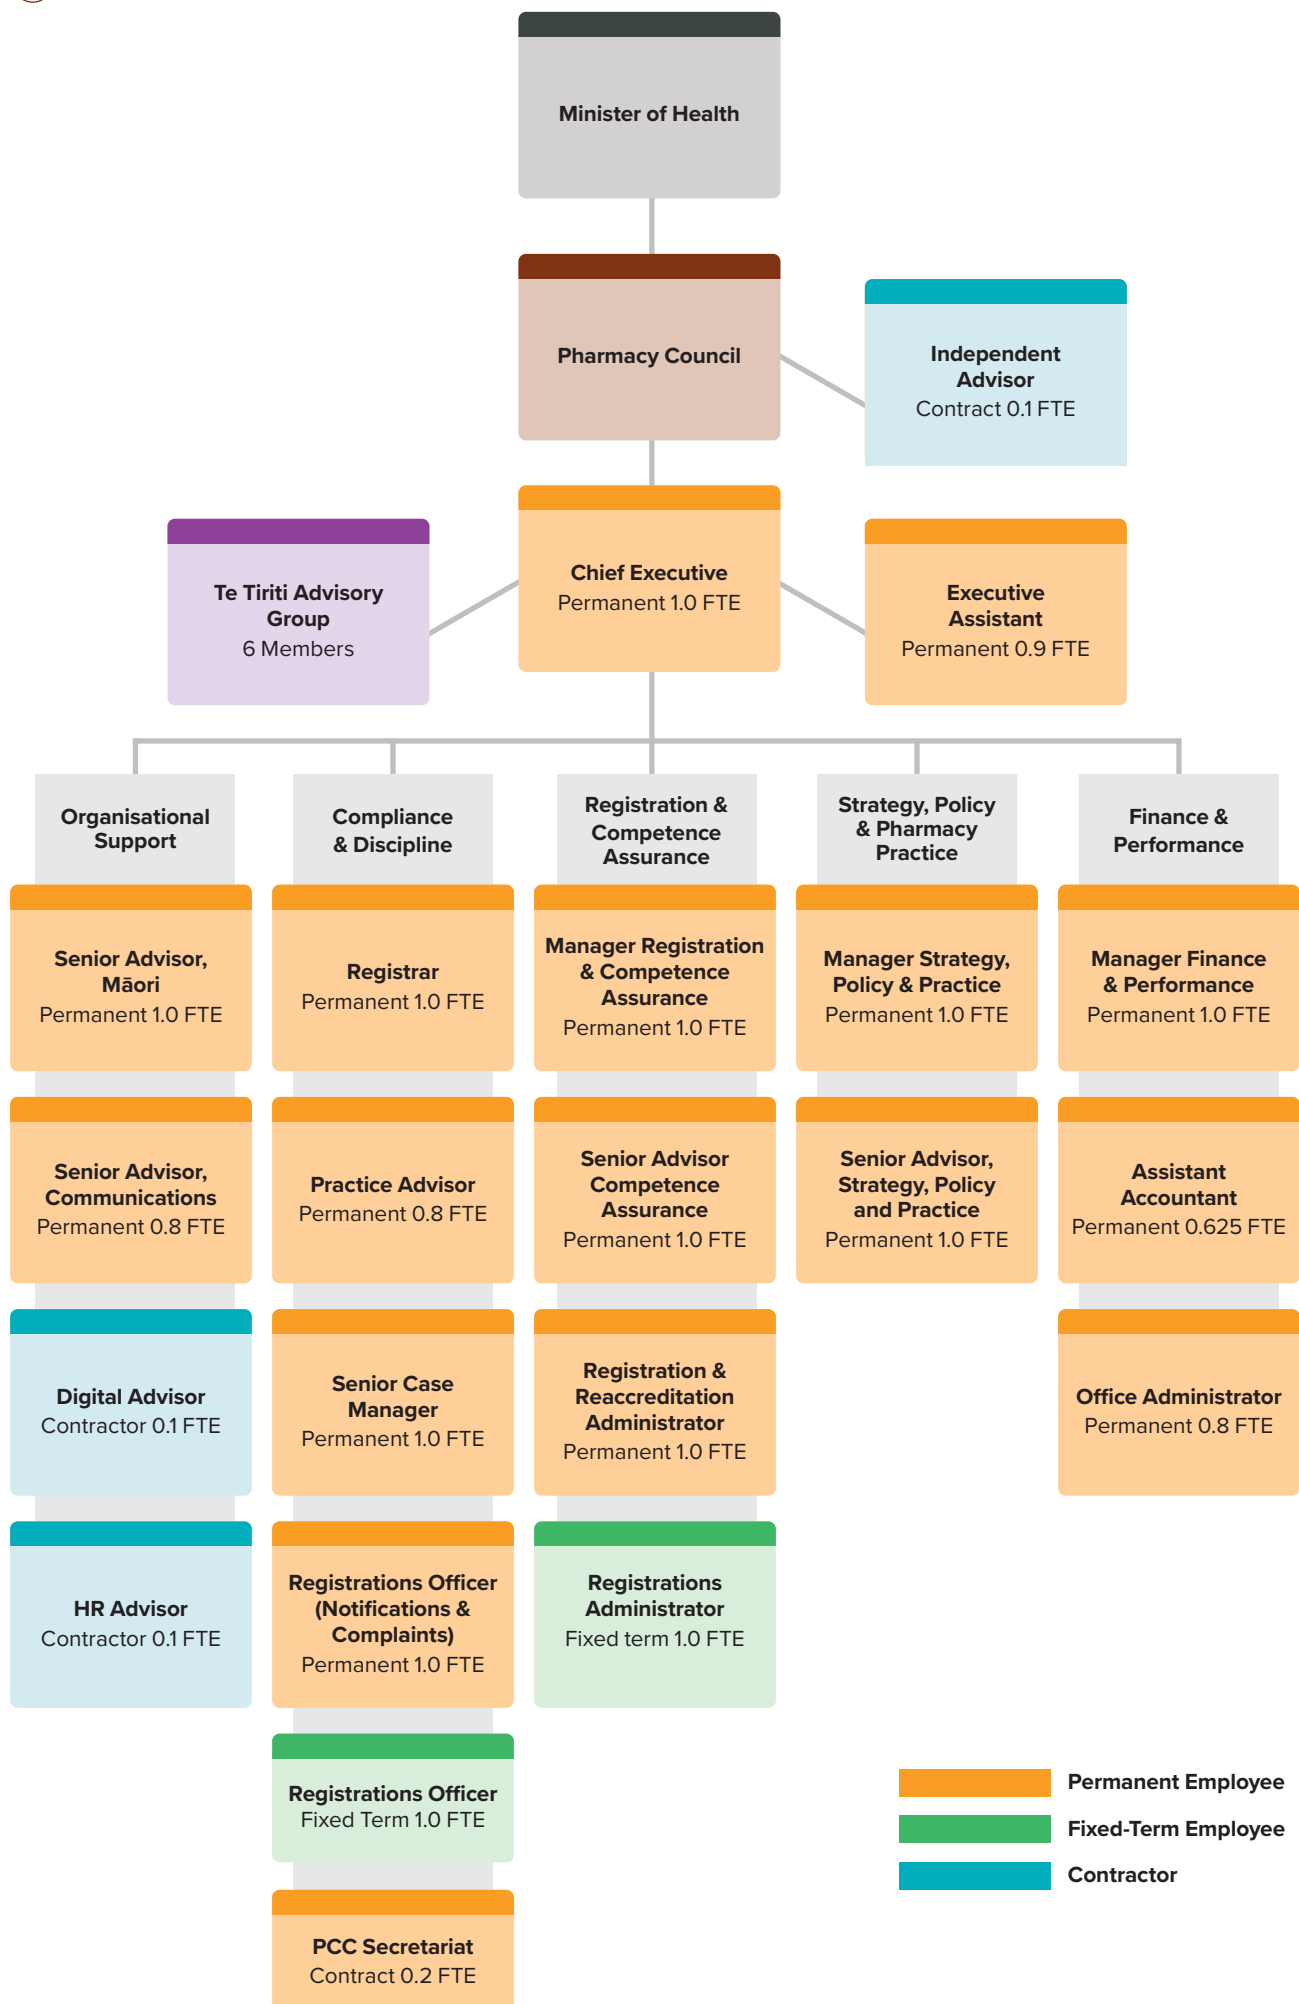 Minister of Health
Pharmacy Council
Independent
Advisor
Contract 0.1 FTE
Te Tiriti Advisory
Group
6 Members
Chief Executive
Permanent 1.0 FTE
Executive
Assistant
Permanent 0.9 FTE
Organisational
Support
Senior Advisor,
Māori
Permanent 1.0 FTE
Senior Advisor,
Communications
Permanent 0.8 FTE
Digital Advisor
Contractor 0.1 FTE
HR Advisor
Contractor 0.1 FTE
Compliance
& Discipline
Registrar
Permanent 1.0 FTE
Practice Advisor
Permanent 0.8 FTE
Senior Case
Manager
Permanent 1.0 FTE
Registrations Officer
(Notifications &
Complaints)
Permanent 1.0 FTE
Registrations Officer
Fixed Term 1.0 FTE
PCC Secretariat
Contract 0.2 FTE
Registration &
Competence
Assurance
Manager Registration
& Competence
Assurance
Permanent 1.0 FTE
Senior Advisor
Competence
Assurance
Permanent 1.0 FTE
Registration &
Reaccreditation
Administrator
Permanent 1.0 FTE
Registrations
Administrator
Fixed term 1.0 FTE
Strategy, Policy
& Pharmacy
Practice
Manager Strategy,
Policy & Practice
Permanent 1.0 FTE
Senior Advisor,
Strategy, Policy
and Practice
Permanent 1.0 FTE
Finance &
Performance
Manager Finance
& Performance
Permanent 1.0 FTE
Assistant
Accountant
Permanent 0.625 FTE
Office Administrator
Permanent 0.8 FTE
Permanent Employee
Fixed-Term Employee
Contractor